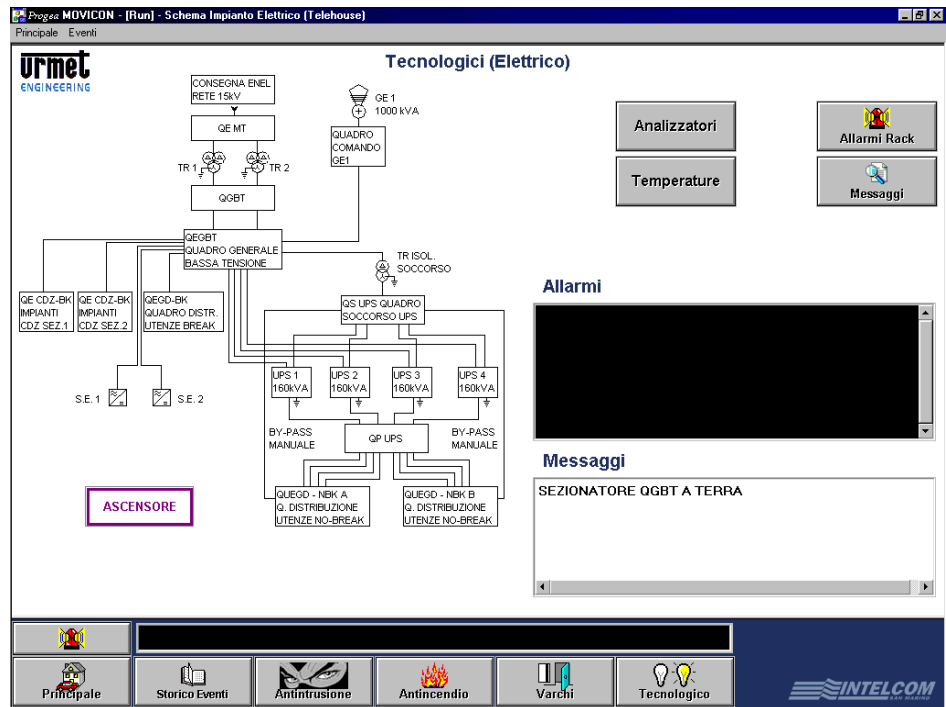 Progea MOVICON - [Run] - Schema Impianto Elettrico (Telehouse)
Principale Eventi
urmet
ENGINEERING
Tecnologici (Elettrico)
CONSEGNA ENEL
RETE 15kV
QE MT
TR 1
TR 2
QGBT
GE 1
1000 kVA
QUADRO
COMANDO
GE1
QEGBT
QUADRO GENERALE
BASSA TENSIONE
TR ISOL.
SOCCORSO
QE CDZ-BK
IMPIANTI
CDZ SEZ.1
QE CDZ-BK
IMPIANTI
CDZ SEZ.2
QEGD-BK
QUADRO DISTR.
UTENZE BREAK
QS UPS QUADRO
SOCCORSO UPS
S.E. 1
S.E. 2
UPS 1
160kVA
UPS 2
160kVA
UPS 3
160kVA
UPS 4
160kVA
BY-PASS
MANUALE
QP UPS
BY-PASS
MANUALE
QUEGD - NBK A
Q. DISTRIBUZIONE
UTENZE NO-BREAK
QUEGD - NBK B
Q. DISTRIBUZIONE
UTENZE NO-BREAK
ASCENSORE
Analizzatori
Temperature
Allarmi Rack
Messaggi
Allarmi
Messaggi
SEZIONATORE QGBT A TERRA
Principale
Storico Eventi
Antintrusione
Antincendio
Varchi
Tecnologico
INTELCOM
SAN MARINO